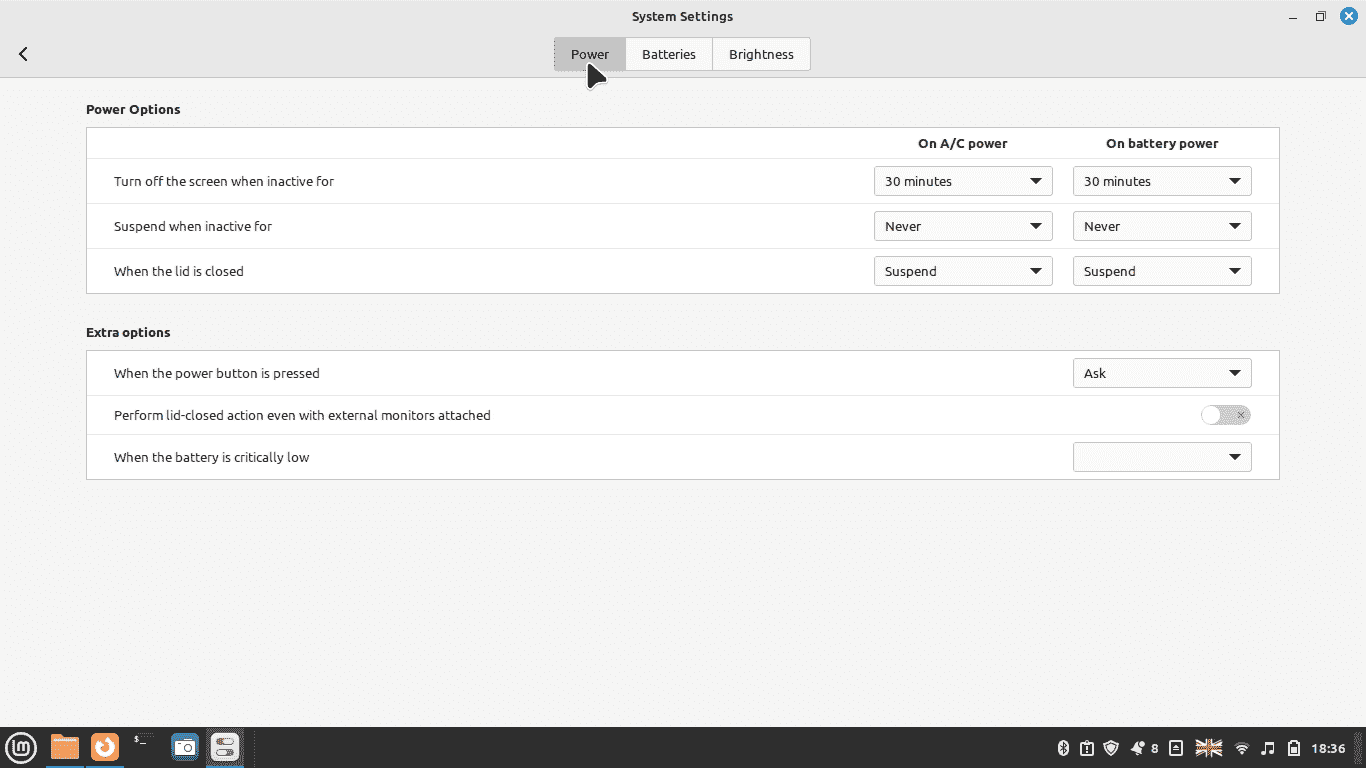 System Settings
Power Batteries Brightness
Power Options
On A/C power On battery power
Turn off the screen when inactive for 30 minutes 30 minutes
Suspend when inactive for Never Never
When the lid is closed Suspend Suspend
Extra options
When the power button is pressed Ask
Perform lid-closed action even with external monitors attached
When the battery is critically low
8 18:36